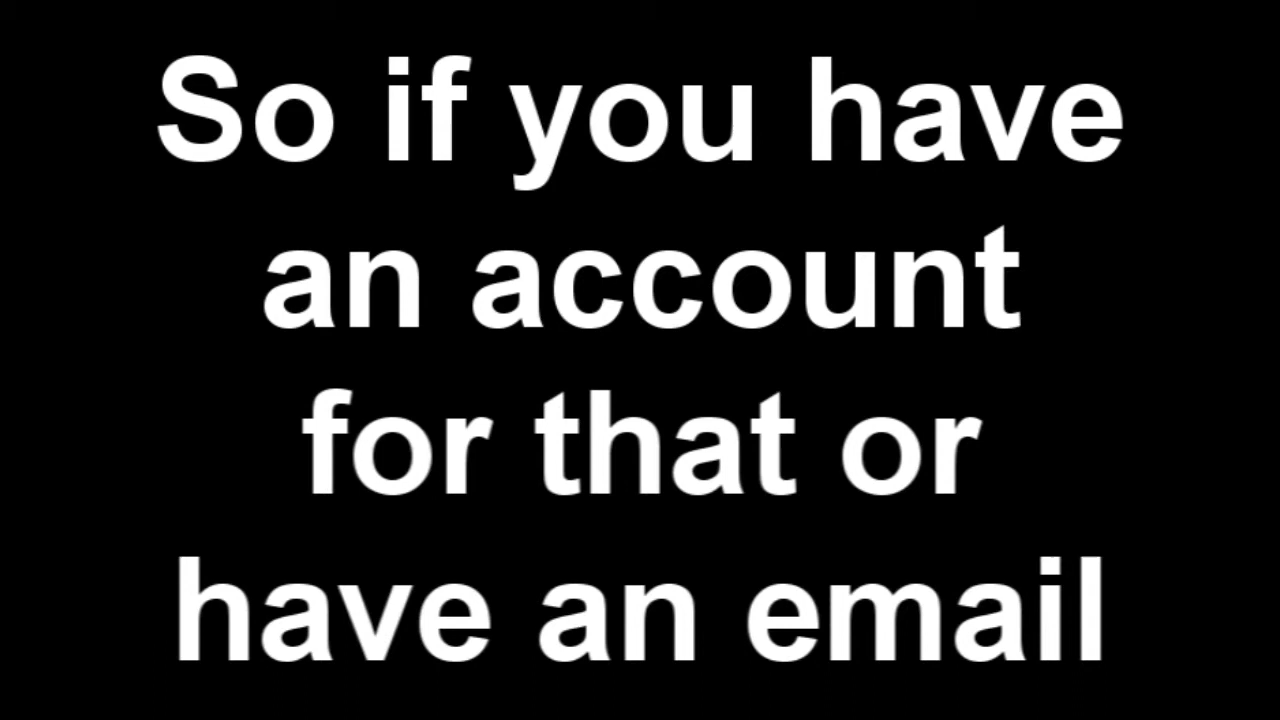 So if you have
an account
for that or
have an email